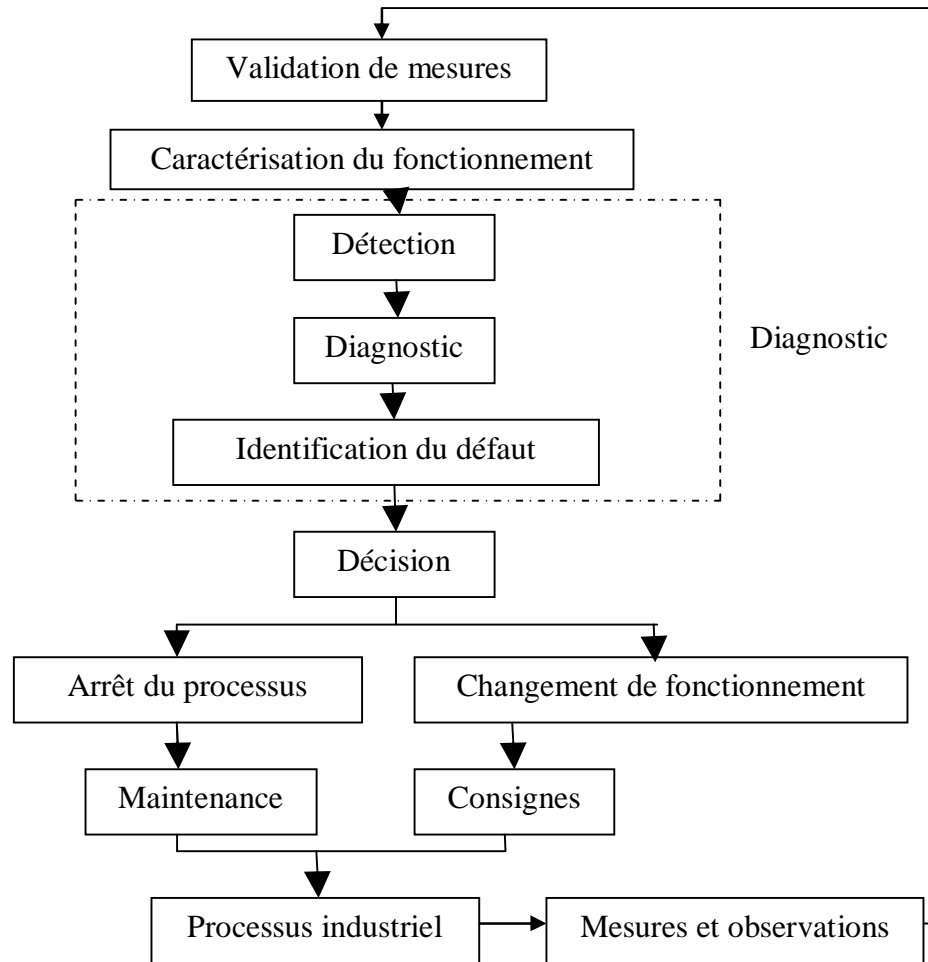 Validation de mesures
Caractérisation du fonctionnement
Détection
Diagnostic
Diagnostic
Identification du défaut
Décision
Arrêt du processus
Changement de fonctionnement
Maintenance
Consignes
Processus industriel
Mesures et observations